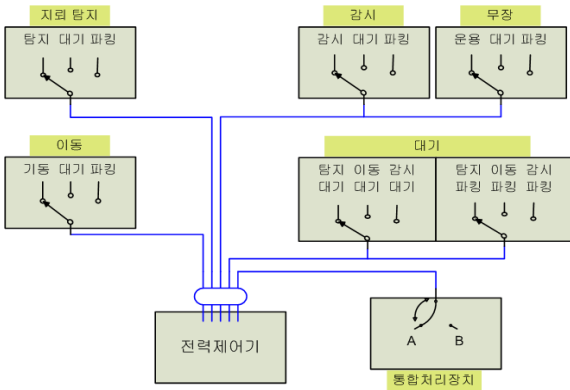 지뢰 탐지
탐지 대기 파킹
감시
감시 대기 파킹
무장
운용 대기 파킹
이동
기동 대기 파킹
대기
탐지 이동 감시
대기 대기 대기
탐지 이동 감시
파킹 파킹 파킹
전력제어기
A B
통합처리장치